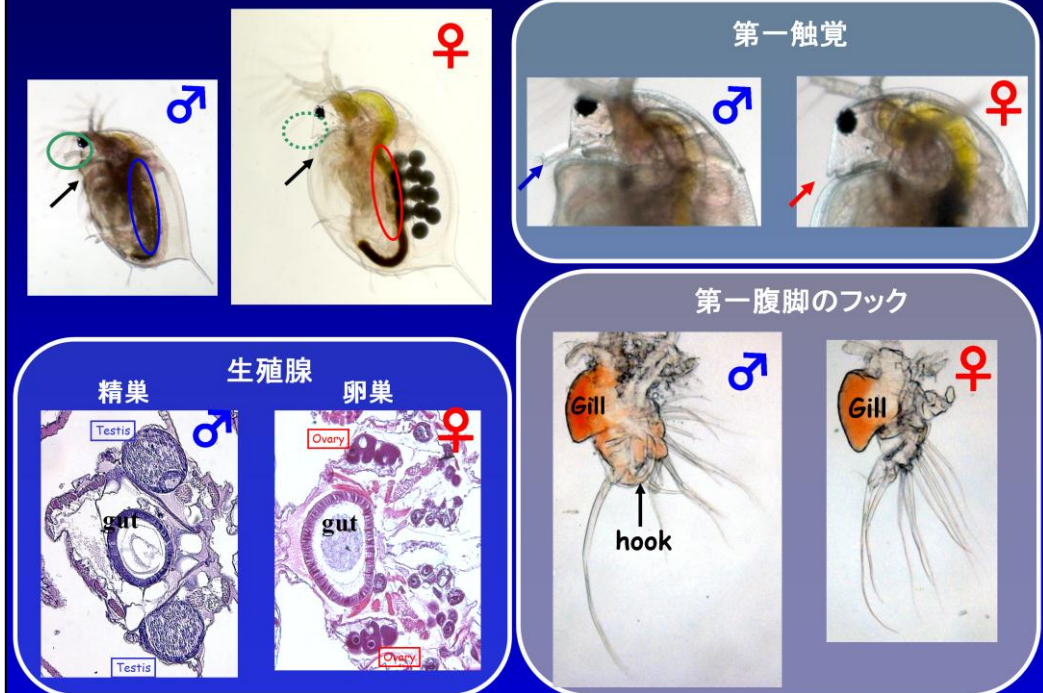 ♂
♀
第一触覚
♂
♀
生殖腺
精巣
♂
卵巣
♀
Testis
gut
Testis
Ovary
gut
Ovary
第一腹脚のフック
♂
Gill
hook
♀
Gill